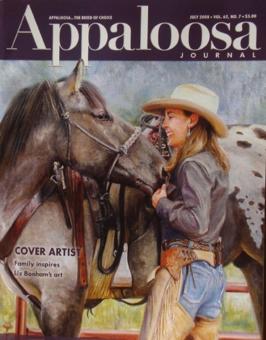 APPALOOSA...THE BREED OF CHOICE
JULY 2008 • VOL. 62, NO. 7 • $5.00
Appaloosa
JOURNAL
COVER ARTIST
Family inspires
Liz Bonham's art